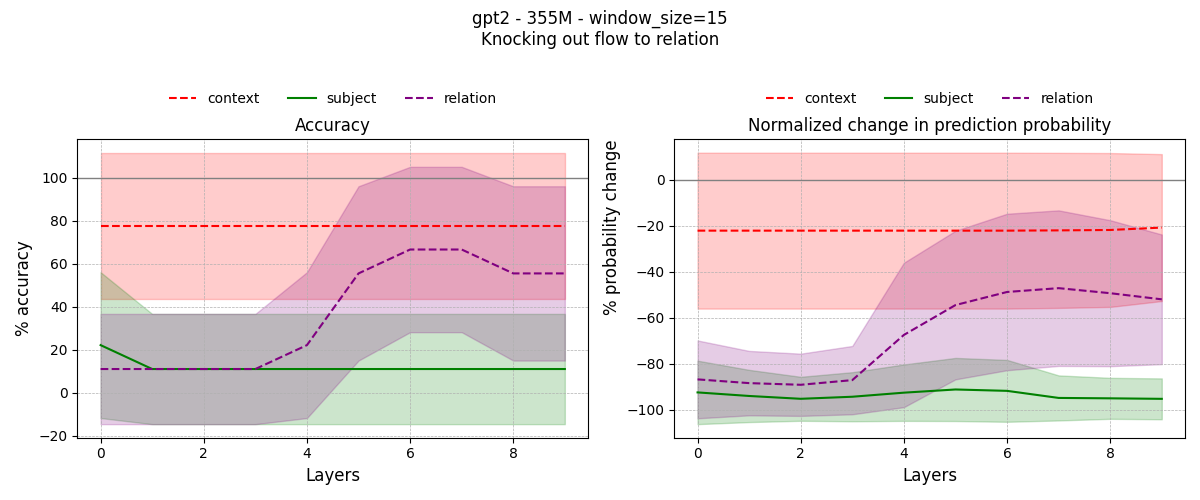 gpt2 - 355M - window_size=15
Knocking out flow to relation
context subject relation
Accuracy
% accuracy
100
80
60
40
20
0
−20
0 2 4 6 8
Layers
context subject relation
Normalized change in prediction probability
% probability change
0
−20
−40
−60
−80
−100
0 2 4 6 8
Layers